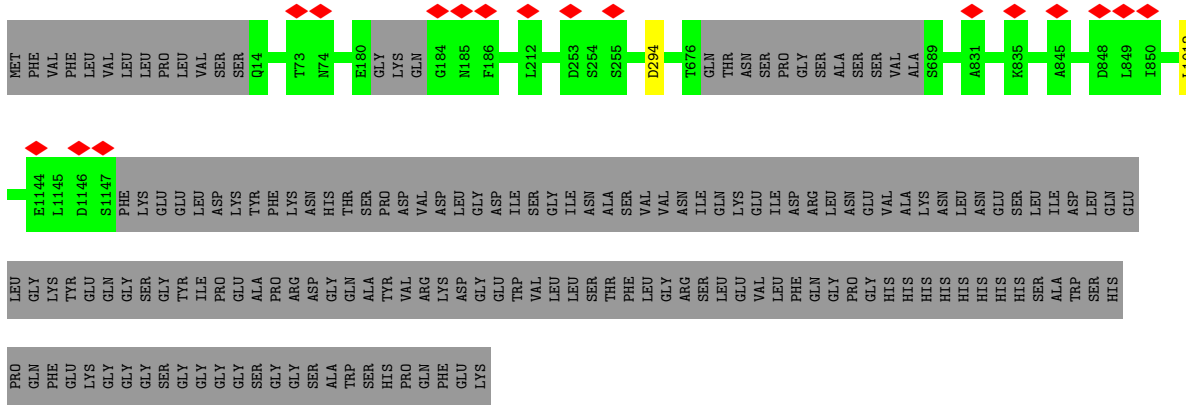 MET PHE VAL PHE LEU VAL LEU LEU PRO LEU VAL SER SER Q14 T73 N74 E180 GLY LYS GLN G184 N185 F186 L212 D253 S254 S255 D294 T676 GLN THR ASN SER PRO GLY SER ALA SER SER VAL ALA S689 A831 K835 A845 D848 L849 I850
E1144 L1145 D1146 S1147 PHE LYS GLU GLU LEU ASP LYS TYR PHE LYS ASN HIS THR SER PRO ASP VAL ASP LEU GLY ASP ILE SER GLY ILE ASN ALA SER VAL VAL ASN ILE GLN LYS GLU ILE ASP ARG LEU ASN GLU VAL ALA LYS ASN LEU ASN GLU SER LEU ILE ASP LEU GLN GLU
LEU GLY LYS TYR GLU GLN GLY SER GLY TYR ILE PRO GLU ALA PRO ARG ASP GLY GLN ALA TYR VAL ARG LYS ASP GLY GLU TRP VAL LEU LEU SER THR PHE LEU GLY ARG SER LEU GLU VAL LEU PHE GLN GLY PRO GLY HIS HIS HIS HIS HIS HIS HIS HIS SER ALA TRP SER HIS
PRO GLN PHE GLU LYS GLY GLY GLY SER GLY GLY GLY GLY SER GLY GLY SER ALA TRP SER HIS PRO GLN PHE GLU LYS